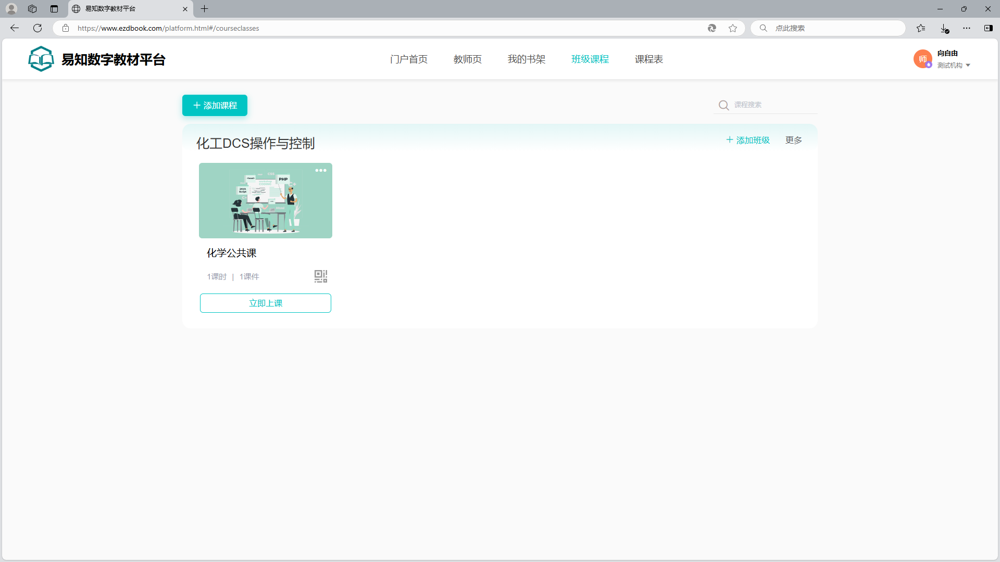 易知数字教材平台
https://www.ezdbook.com/platform.html#/courseclasses
点此搜索
易知数字教材平台
门户首页
教师页
我的书架
班级课程
课程表
师
向自由
测试机构
添加课程
课程搜索
化工DCS操作与控制
添加班级
更多
PHP
CSS
<head>
PHP
workshop
CODING
C+
JAVA
Script
化学公共课
1课时 | 1课件
立即上课